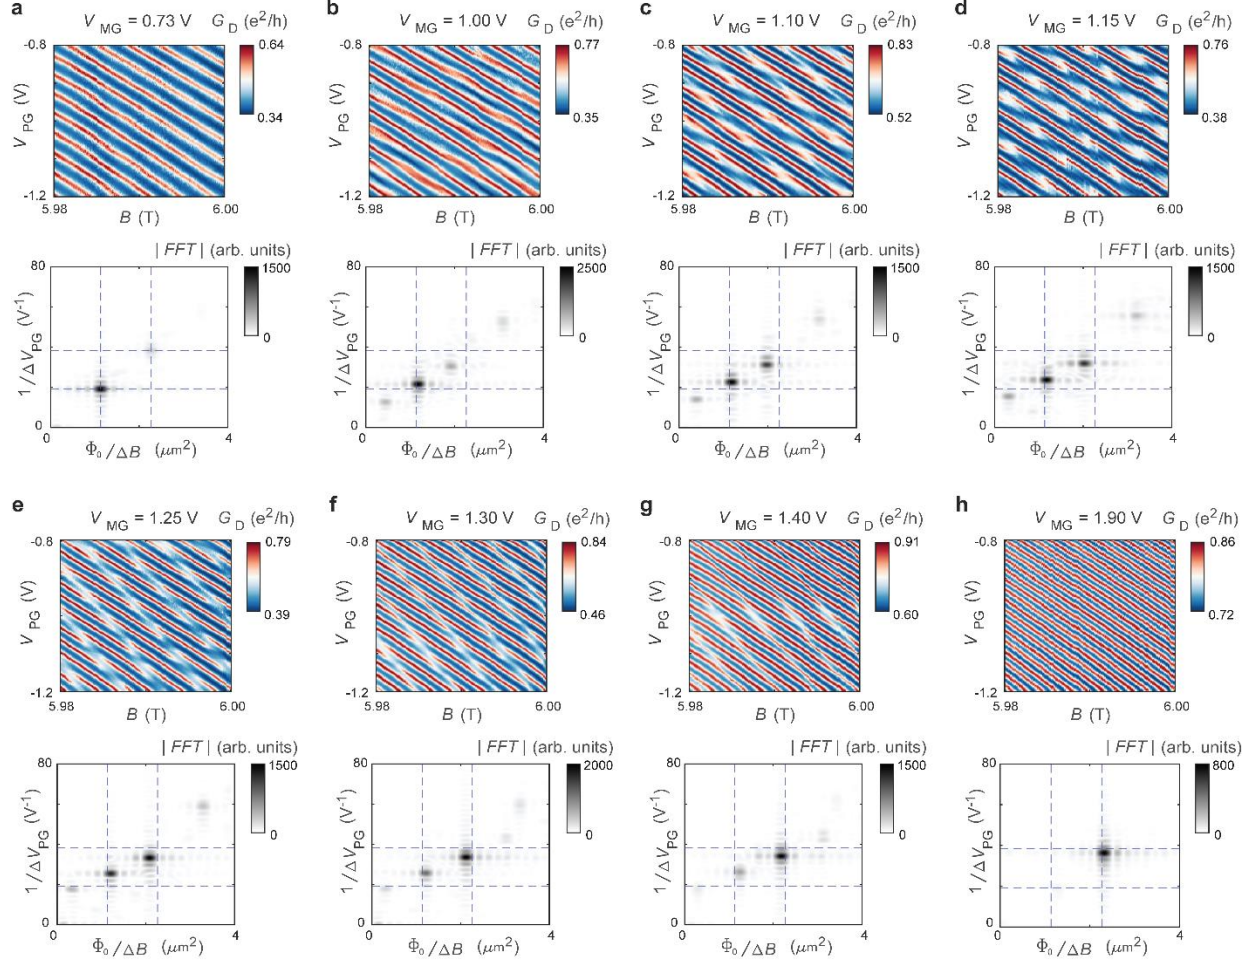 a
V MG = 0.73 V G D (e2/h)
-0.8
0.64
V PG (V)
0.34
-1.2
5.98 6.00
B (T)
| FFT | (arb. units)
80
1500
1/ΔV PG (V-1)
0
0
Φ0/ΔB (μm2)
4
b
V MG = 1.00 V G D (e2/h)
-0.8
0.77
V PG (V)
0.35
-1.2
5.98 6.00
B (T)
| FFT | (arb. units)
80
2500
1/ΔV PG (V-1)
0
0
Φ0/ΔB (μm2)
4
c
V MG = 1.10 V G D (e2/h)
-0.8
0.83
V PG (V)
0.52
-1.2
5.98 6.00
B (T)
| FFT | (arb. units)
80
1500
1/ΔV PG (V-1)
0
0
Φ0/ΔB (μm2)
4
d
V MG = 1.15 V G D (e2/h)
-0.8
0.76
V PG (V)
0.38
-1.2
5.98 6.00
B (T)
| FFT | (arb. units)
80
1500
1/ΔV PG (V-1)
0
0
Φ0/ΔB (μm2)
4
e
V MG = 1.25 V G D (e2/h)
-0.8
0.79
V PG (V)
0.39
-1.2
5.98 6.00
B (T)
| FFT | (arb. units)
80
1500
1/ΔV PG (V-1)
0
0
Φ0/ΔB (μm2)
4
f
V MG = 1.30 V G D (e2/h)
-0.8
0.84
V PG (V)
0.46
-1.2
5.98 6.00
B (T)
| FFT | (arb. units)
80
2000
1/ΔV PG (V-1)
0
0
Φ0/ΔB (μm2)
4
g
V MG = 1.40 V G D (e2/h)
-0.8
0.91
V PG (V)
0.60
-1.2
5.98 6.00
B (T)
| FFT | (arb. units)
80
1500
1/ΔV PG (V-1)
0
0
Φ0/ΔB (μm2)
4
h
V MG = 1.90 V G D (e2/h)
-0.8
0.86
V PG (V)
0.72
-1.2
5.98 6.00
B (T)
| FFT | (arb. units)
80
800
1/ΔV PG (V-1)
0
0
Φ0/ΔB (μm2)
4